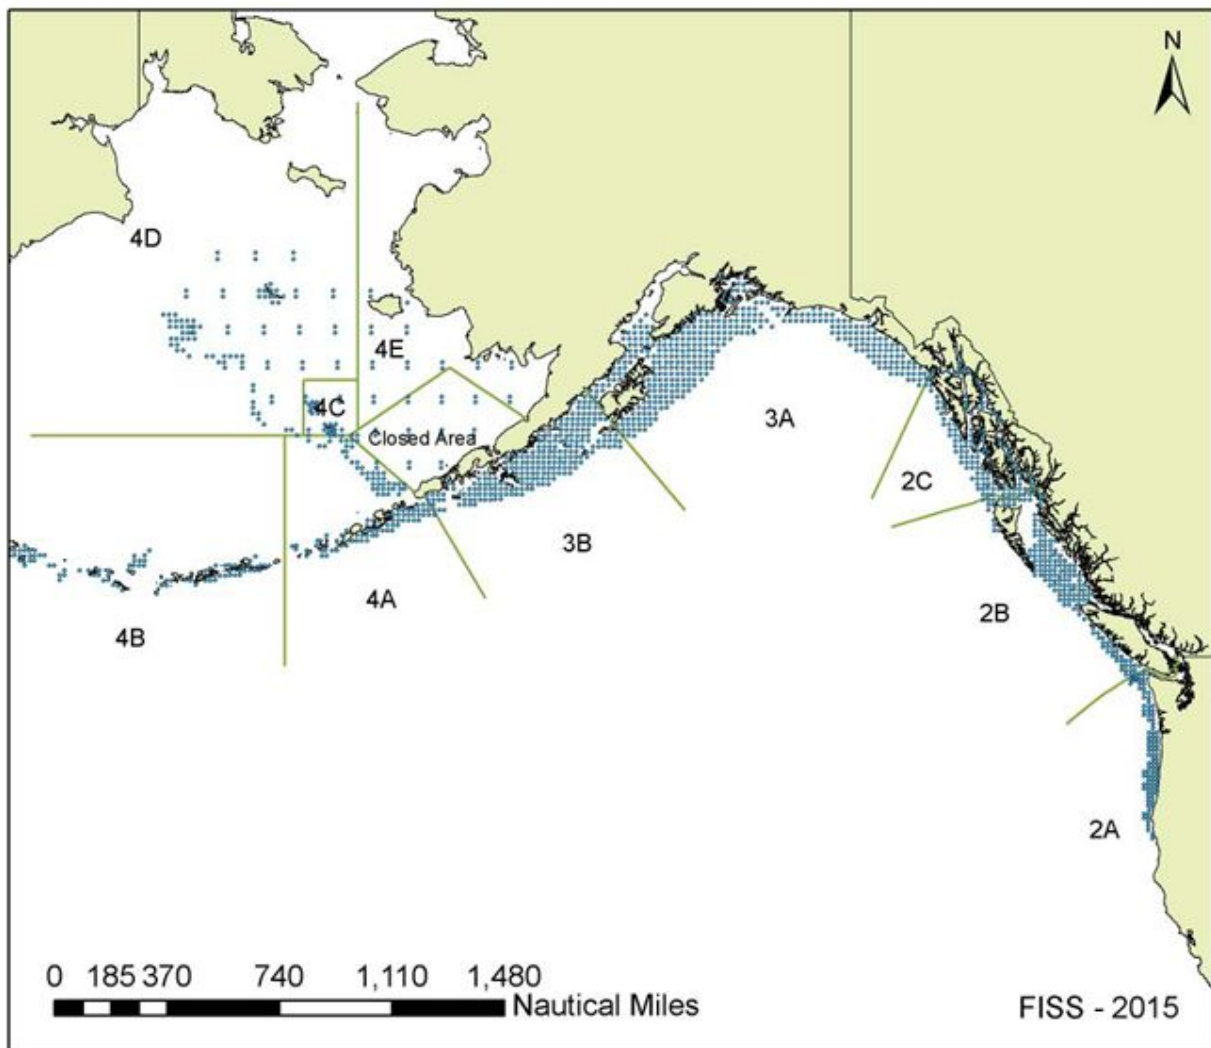 N
4D
4E
4C
Closed Area
3A
2C
3B
4A
4B
2B
2A
0 185 370 740 1,110 1,480
Nautical Miles
FISS - 2015